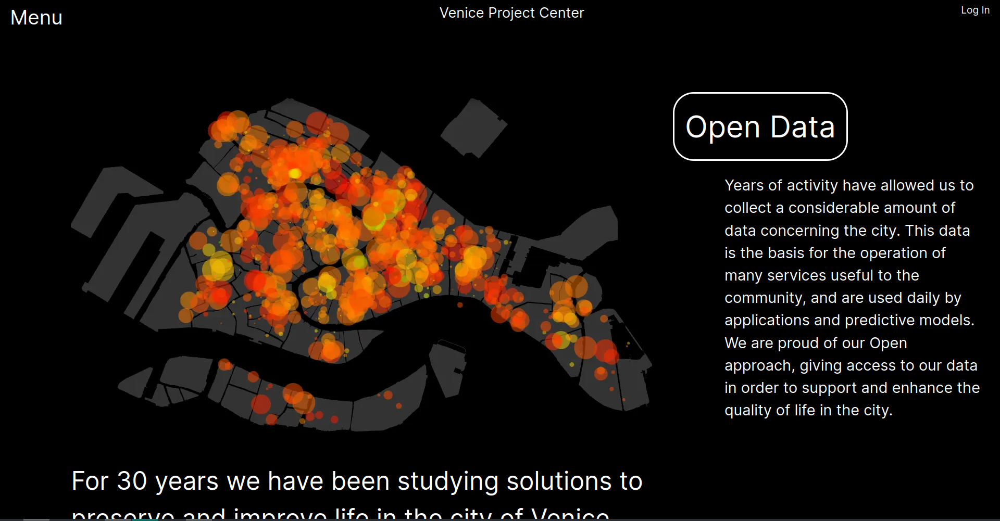 Menu
Venice Project Center
Log In
Open Data
Years of activity have allowed us to
collect a considerable amount of
data concerning the city. This data
is the basis for the operation of
many services useful to the
community, and are used daily by
applications and predictive models.
We are proud of our Open
approach, giving access to our data
in order to support and enhance the
quality of life in the city.
For 30 years we have been studying solutions to
preserve and improve life in the city of Venice